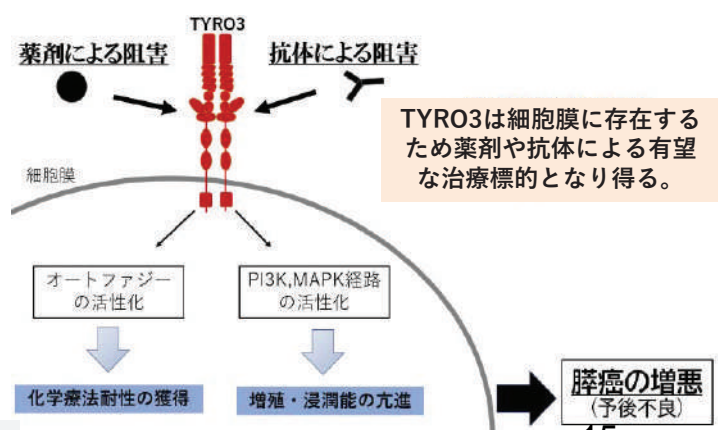 TYRO3
薬剤による阻害
抗体による阻害
TYRO3は細胞膜に存在する
ため薬剤や抗体による有望
な治療標的となり得る。
細胞膜
オートファジー
の活性化
PI3K,MAPK経路
の活性化
化学療法耐性の獲得
増殖・浸潤能の亢進
膵癌の増悪
(予後不良)